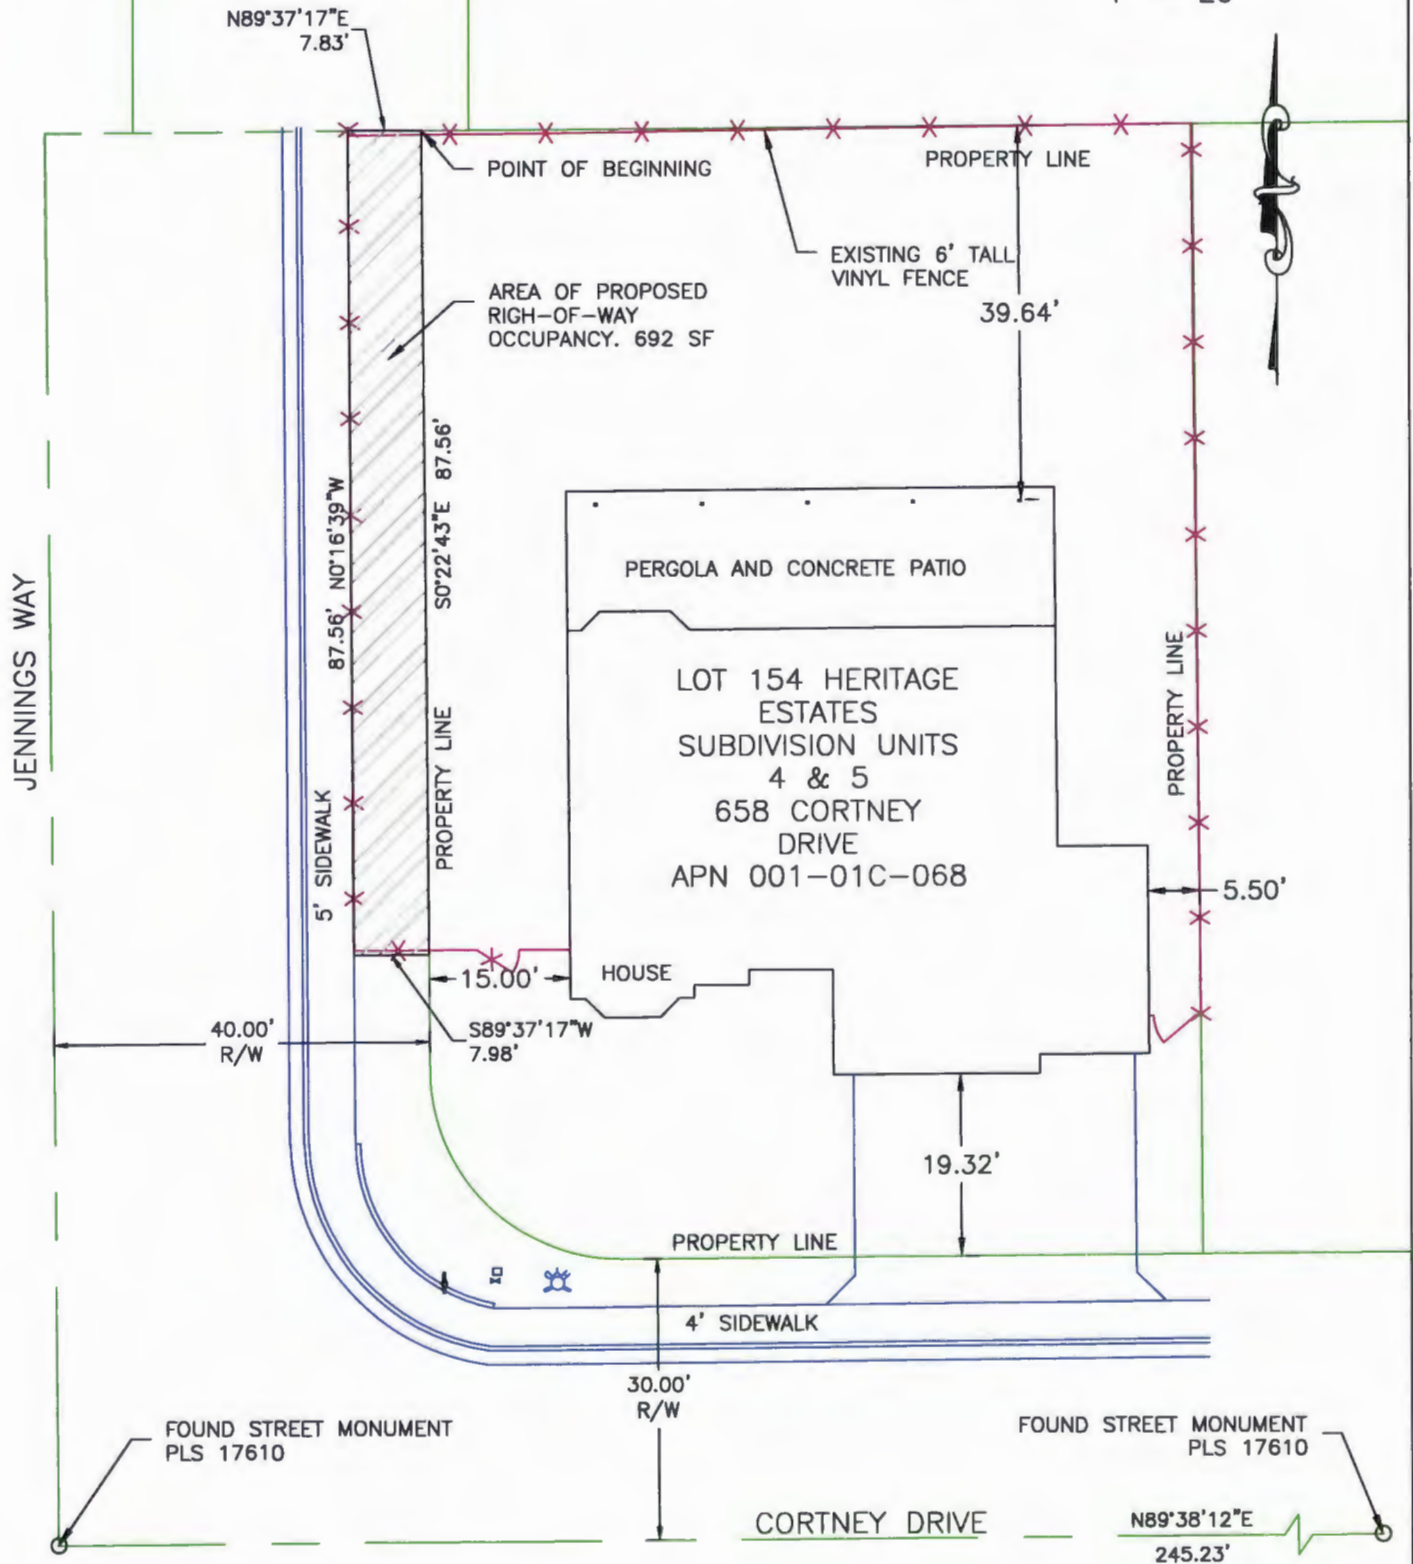 N89°37'17"E
7.83'
POINT OF BEGINNING
PROPERTY LINE
EXISTING 6' TALL
VINYL FENCE
39.64'
AREA OF PROPOSED
RIGH-OF-WAY
OCCUPANCY. 692 SF
87.56' N0°16'39"W
S0°22'43"E 87.56'
JENNINGS WAY
5' SIDEWALK
PROPERTY LINE
PERGOLA AND CONCRETE PATIO
LOT 154 HERITAGE
ESTATES
SUBDIVISION UNITS
4 & 5
658 CORTNEY
DRIVE
APN 001-01C-068
PROPERTY LINE
5.50'
15.00'
HOUSE
S89°37'17"W
7.98'
40.00'
R/W
19.32'
PROPERTY LINE
4' SIDEWALK
30.00'
R/W
FOUND STREET MONUMENT
PLS 17610
FOUND STREET MONUMENT
PLS 17610
CORTNEY DRIVE
N89°38'12"E
245.23'